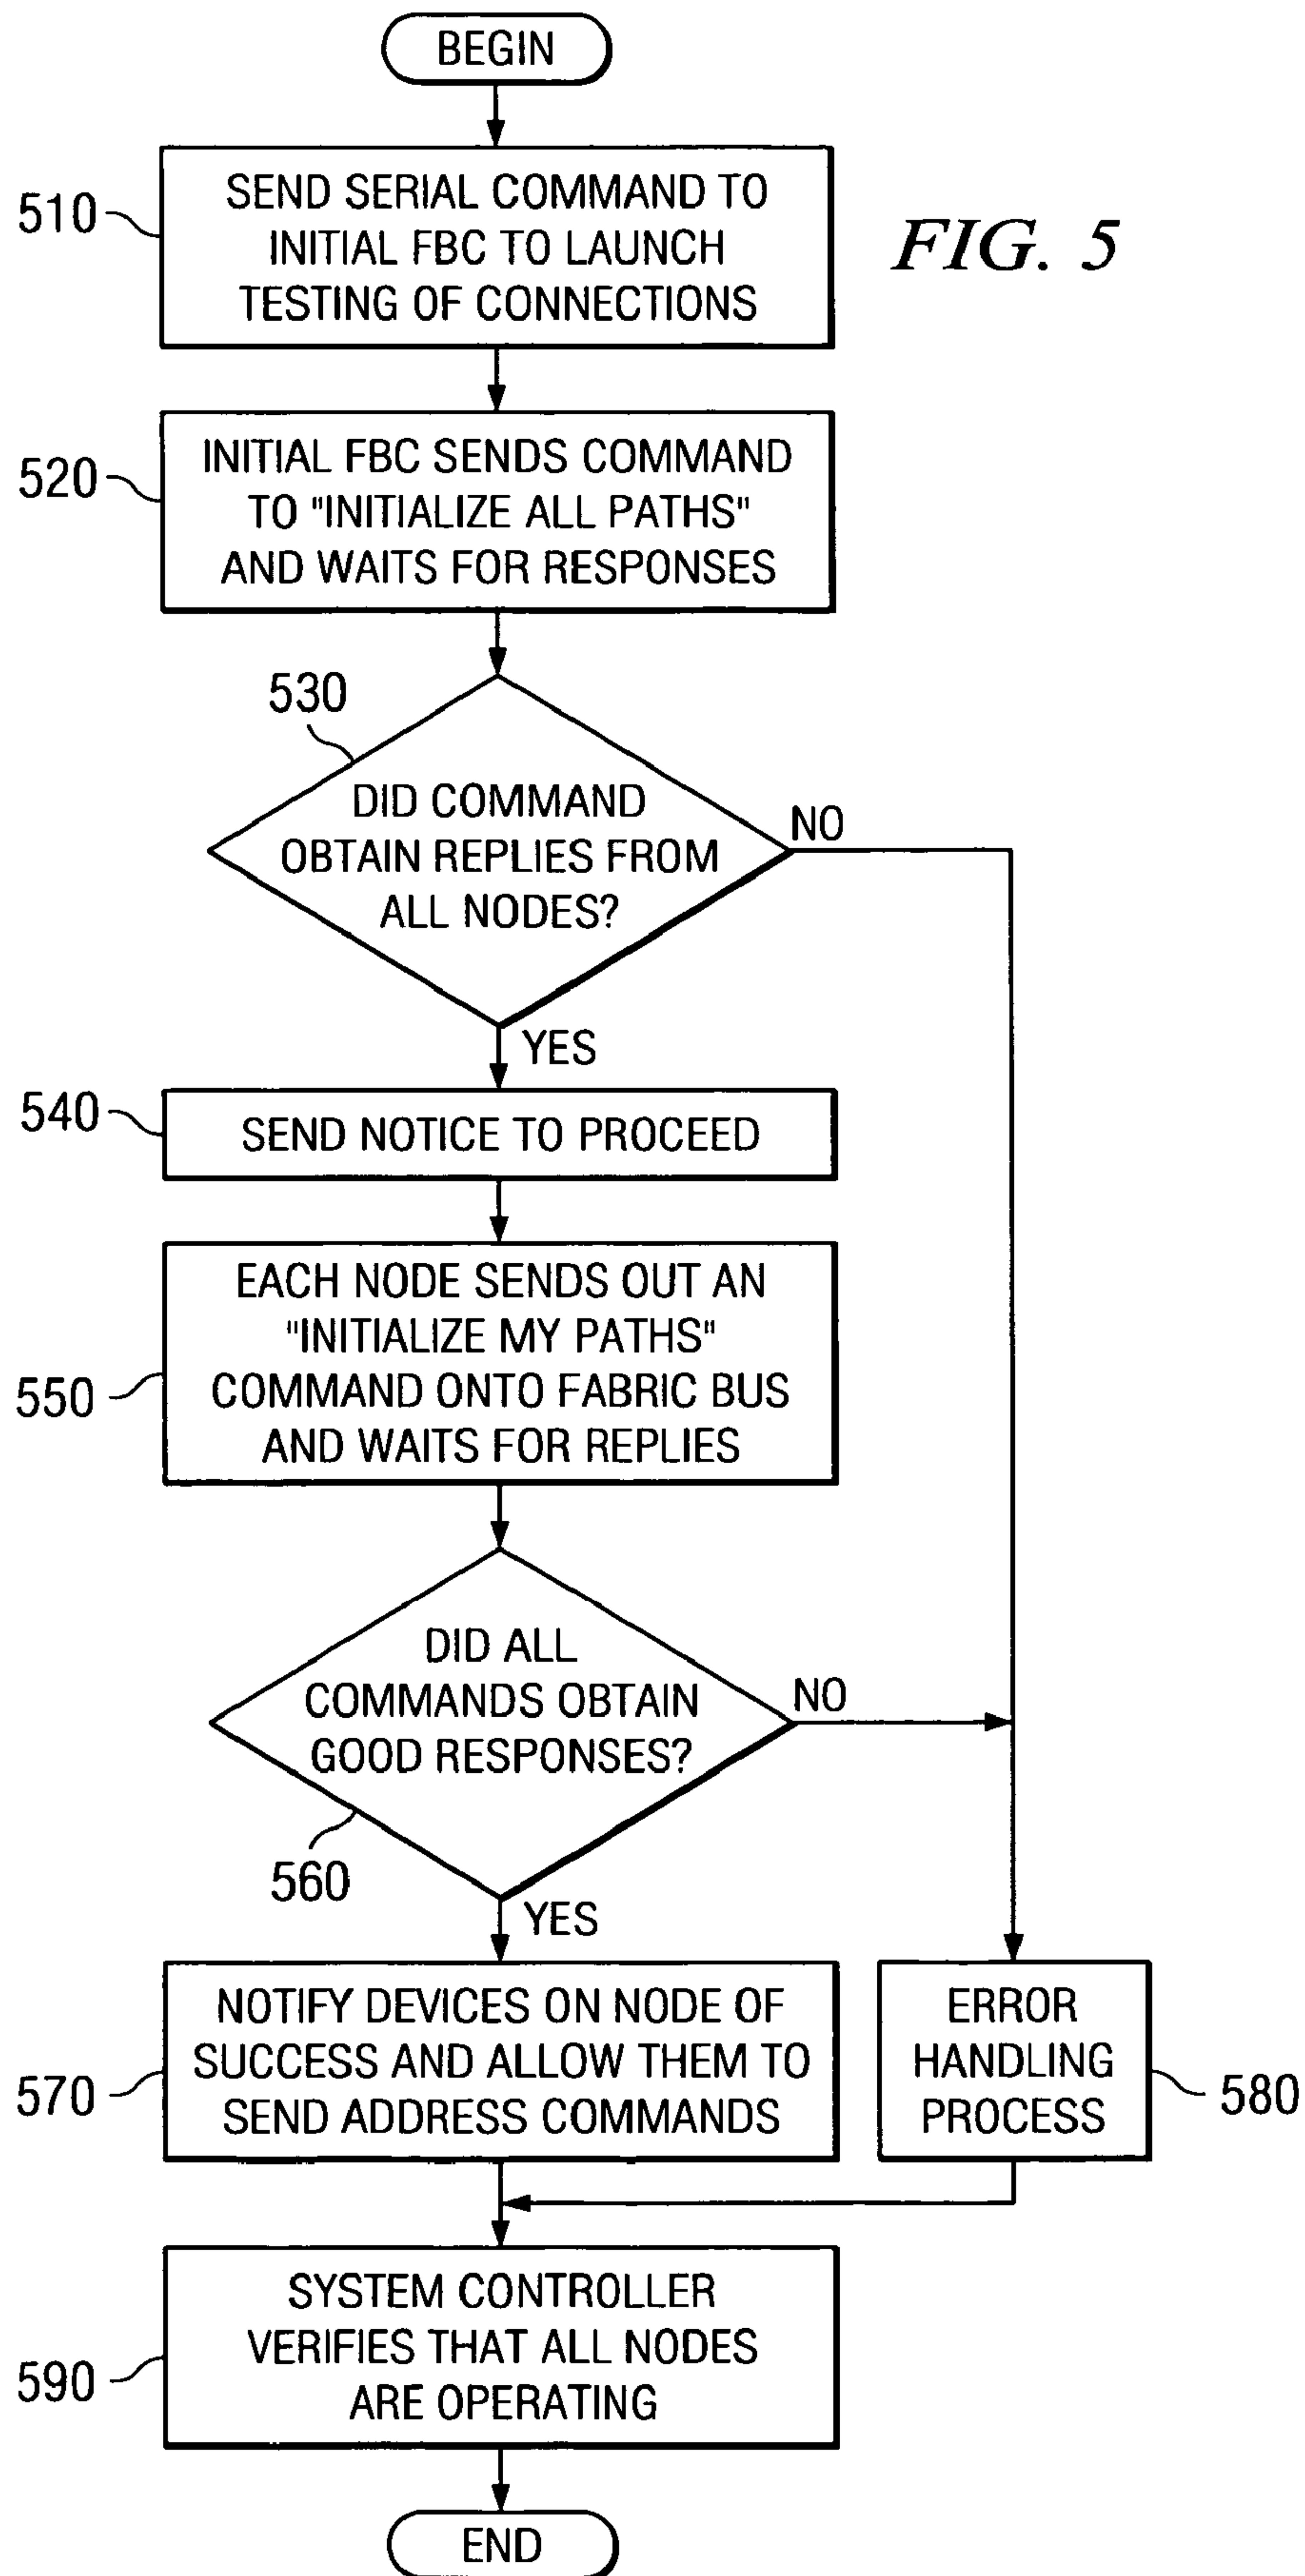 BEGIN
510
SEND SERIAL COMMAND TO
INITIAL FBC TO LAUNCH
TESTING OF CONNECTIONS
FIG. 5
520
INITIAL FBC SENDS COMMAND
TO "INITIALIZE ALL PATHS"
AND WAITS FOR RESPONSES
530
DID COMMAND
OBTAIN REPLIES FROM
ALL NODES?
NO
YES
540
SEND NOTICE TO PROCEED
550
EACH NODE SENDS OUT AN
"INITIALIZE MY PATHS"
COMMAND ONTO FABRIC BUS
AND WAITS FOR REPLIES
DID ALL
COMMANDS OBTAIN
GOOD RESPONSES?
NO
560
YES
570
NOTIFY DEVICES ON NODE OF
SUCCESS AND ALLOW THEM TO
SEND ADDRESS COMMANDS
ERROR
HANDLING
PROCESS
580
590
SYSTEM CONTROLLER
VERIFIES THAT ALL NODES
ARE OPERATING
END